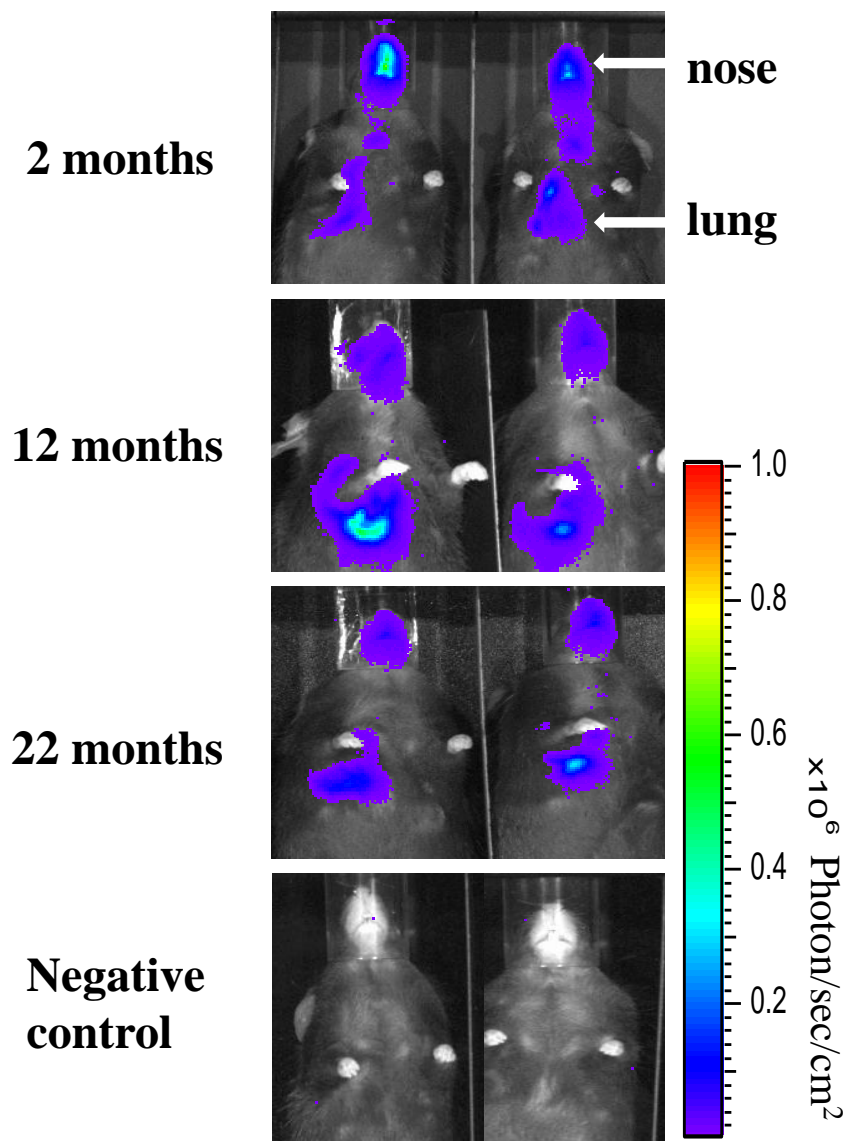 nose
2 months
lung
12 months
1.0
0.8
22 months
0.6
0.4
0.2
×10⁶ Photon/sec/cm²
Negative
control